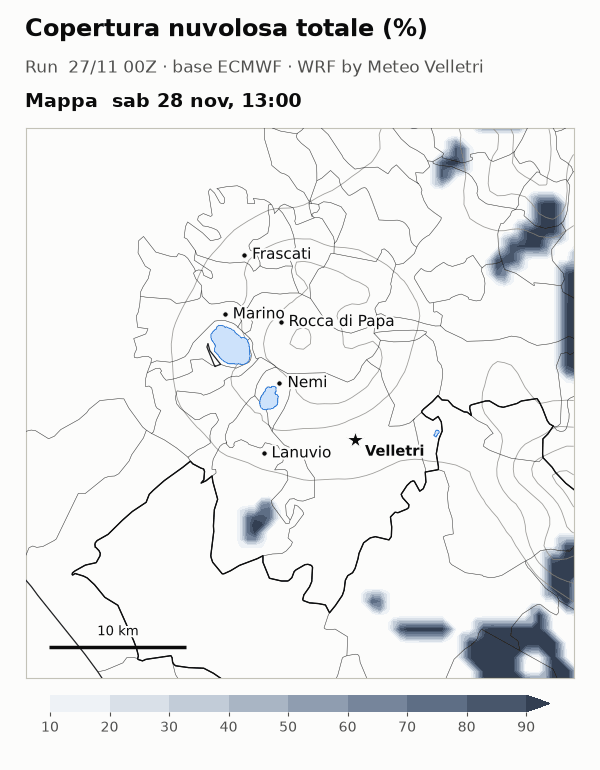 Copertura nuvolosa totale (%)
Run  27/11 00Z · base ECMWF · WRF by Meteo Velletri
Mappa  sab 28 nov, 13:00
Frascati
Marino
Rocca di Papa
Nemi
Velletri
Lanuvio
10 km
10 20 30 40 50 60 70 80 90